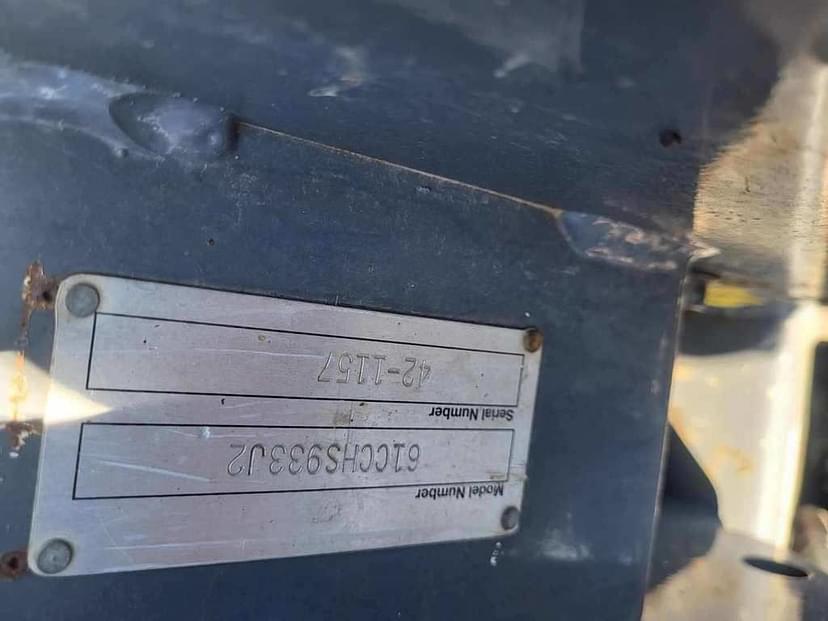 Model Number
61CCHS933J2
Serial Number
42-1157